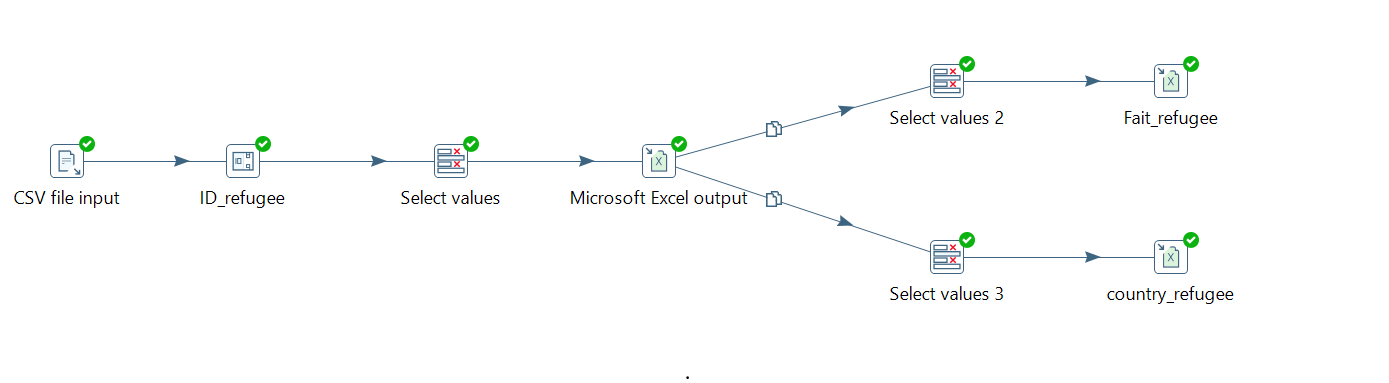 CSV file input
ID_refugee
Select values
Microsoft Excel output
Select values 2
Fait_refugee
Select values 3
country_refugee
.